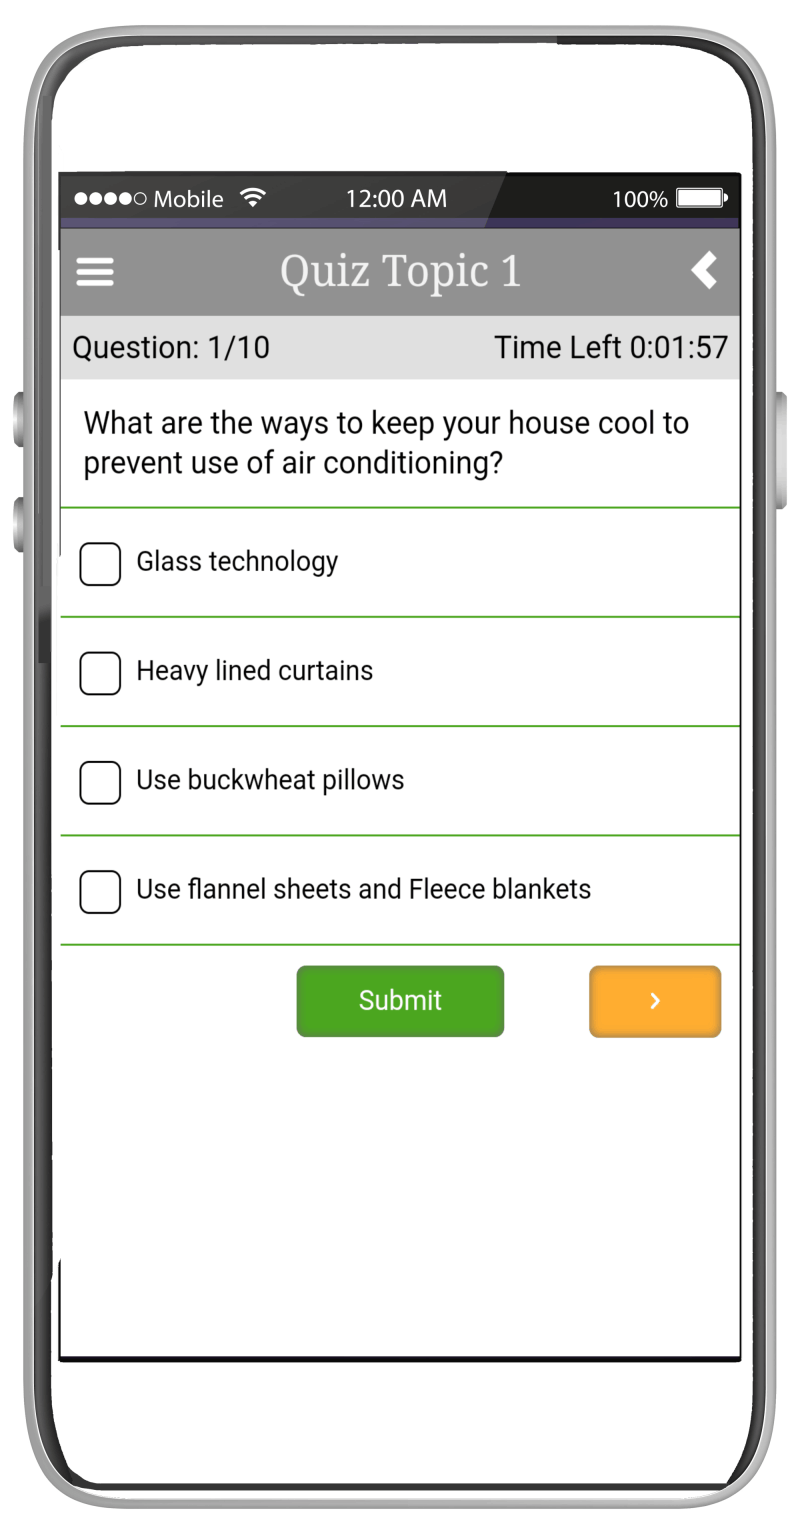 Mobile 12:00 AM 100%
Quiz Topic 1
Question: 1/10 Time Left 0:01:57
What are the ways to keep your house cool to
prevent use of air conditioning?
Glass technology
Heavy lined curtains
Use buckwheat pillows
Use flannel sheets and Fleece blankets
Submit >